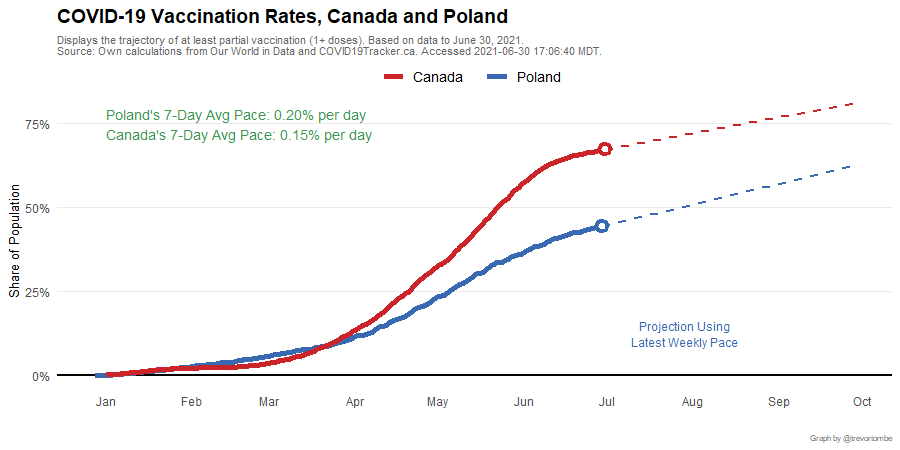 COVID-19 Vaccination Rates, Canada and Poland
Displays the trajectory of at least partial vaccination (1+ doses). Based on data to June 30, 2021.
Source: Own calculations from Our World in Data and COVID19Tracker.ca. Accessed 2021-06-30 17:06:40 MDT.
Canada Poland
Poland's 7-Day Avg Pace: 0.20% per day
Canada's 7-Day Avg Pace: 0.15% per day
75%
50%
25%
0%
Share of Population
Projection Using
Latest Weekly Pace
Jan Feb Mar Apr May Jun Jul Aug Sep Oct
Graph by @trevortombe